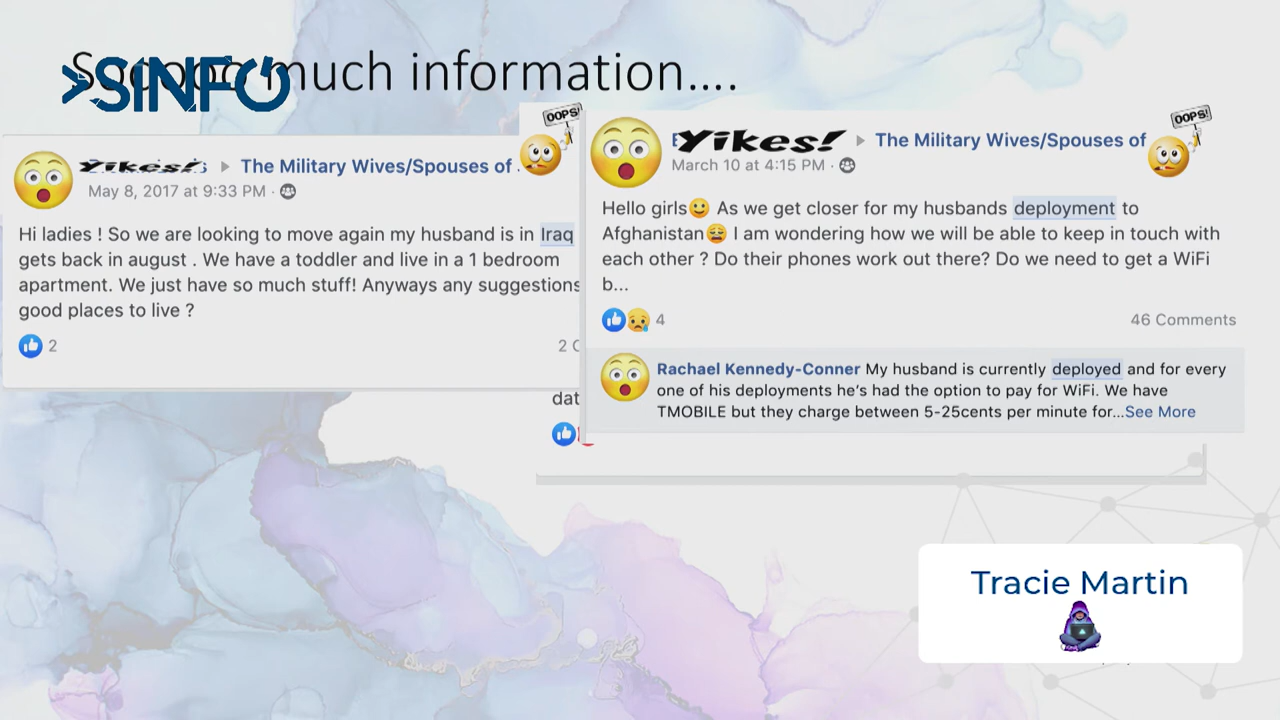 Sooooo much information....
SINFO
OOPS!
Yikes!
The Military Wives/Spouses of
May 8, 2017 at 9:33 PM ·
Hi ladies ! So we are looking to move again my husband is in Iraq
gets back in august . We have a toddler and live in a 1 bedroom
apartment. We just have so much stuff! Anyways any suggestions
good places to live ?
2
2 C
dat
OOPS!
Yikes!
The Military Wives/Spouses of
March 10 at 4:15 PM ·
Hello girls As we get closer for my husbands deployment to
Afghanistan I am wondering how we will be able to keep in touch with
each other ? Do their phones work out there? Do we need to get a WiFi
b...
4
46 Comments
Rachael Kennedy-Conner My husband is currently deployed and for every
one of his deployments he's had the option to pay for WiFi. We have
TMOBILE but they charge between 5-25cents per minute for...See More
Tracie Martin